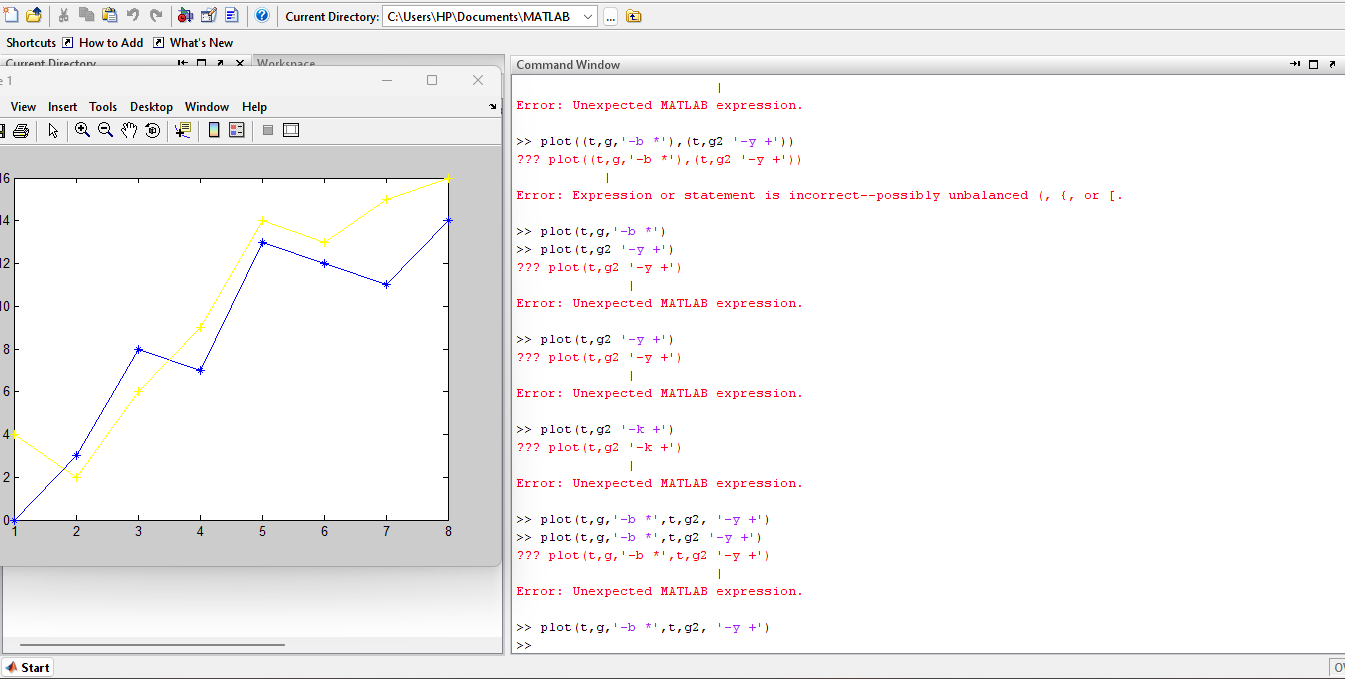 Current Directory: C:\Users\HP\Documents\MATLAB ...
Shortcuts How to Add What's New
Current Directory Workspace
e 1
View Insert Tools Desktop Window Help
16
14
12
10
8
6
4
2
0
1 2 3 4 5 6 7 8
Command Window
|
Error: Unexpected MATLAB expression.
>> plot((t,g,'-b *'),(t,g2 '-y +'))
??? plot((t,g,'-b *'),(t,g2 '-y +'))
|
Error: Expression or statement is incorrect--possibly unbalanced (, {, or [.
>> plot(t,g,'-b *')
>> plot(t,g2 '-y +')
??? plot(t,g2 '-y +')
|
Error: Unexpected MATLAB expression.
>> plot(t,g2 '-y +')
??? plot(t,g2 '-y +')
|
Error: Unexpected MATLAB expression.
>> plot(t,g2 '-k +')
??? plot(t,g2 '-k +')
|
Error: Unexpected MATLAB expression.
>> plot(t,g,'-b *',t,g2, '-y +')
>> plot(t,g,'-b *',t,g2 '-y +')
??? plot(t,g,'-b *',t,g2 '-y +')
|
Error: Unexpected MATLAB expression.
>> plot(t,g,'-b *',t,g2, '-y +')
>>
Start